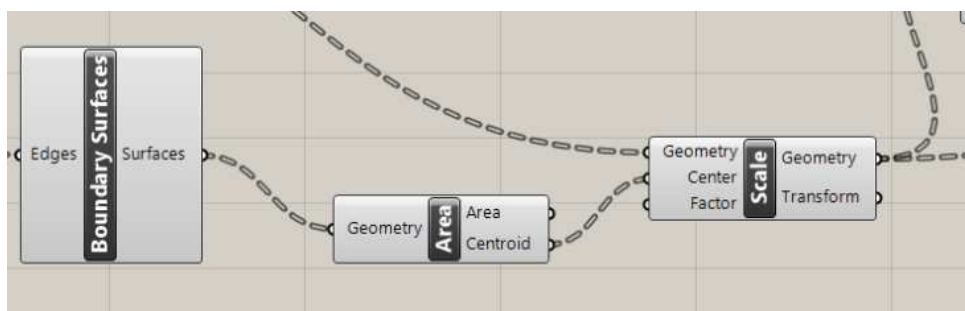 Edges
Boundary Surfaces
Surfaces
Geometry
Area
Area
Centroid
Geometry
Center
Factor
Scale
Geometry
Transform